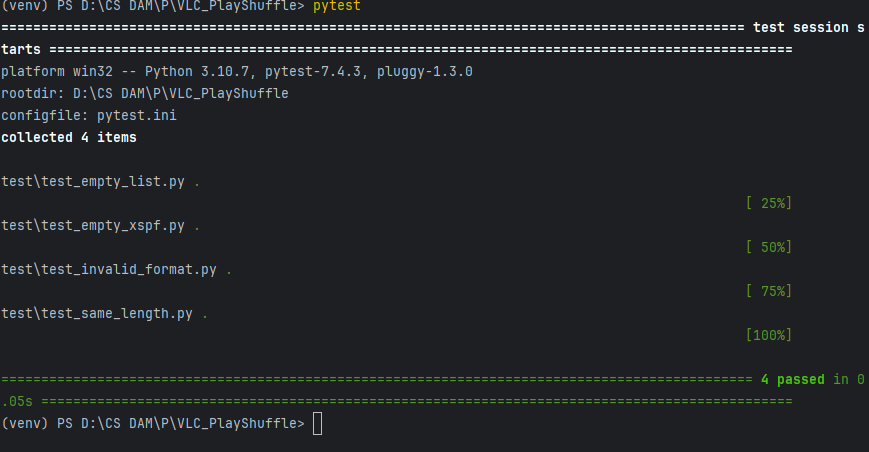 (venv) PS D:\CS DAM\P\VLC_PlayShuffle> pytest
============================================================================================= test session s
tarts =============================================================================================
platform win32 -- Python 3.10.7, pytest-7.4.3, pluggy-1.3.0
rootdir: D:\CS DAM\P\VLC_PlayShuffle
configfile: pytest.ini
collected 4 items
test\test_empty_list.py .
[ 25%]
test\test_empty_xspf.py .
[ 50%]
test\test_invalid_format.py .
[ 75%]
test\test_same_length.py .
[100%]
============================================================================================== 4 passed in 0
.05s ==============================================================================================
(venv) PS D:\CS DAM\P\VLC_PlayShuffle>